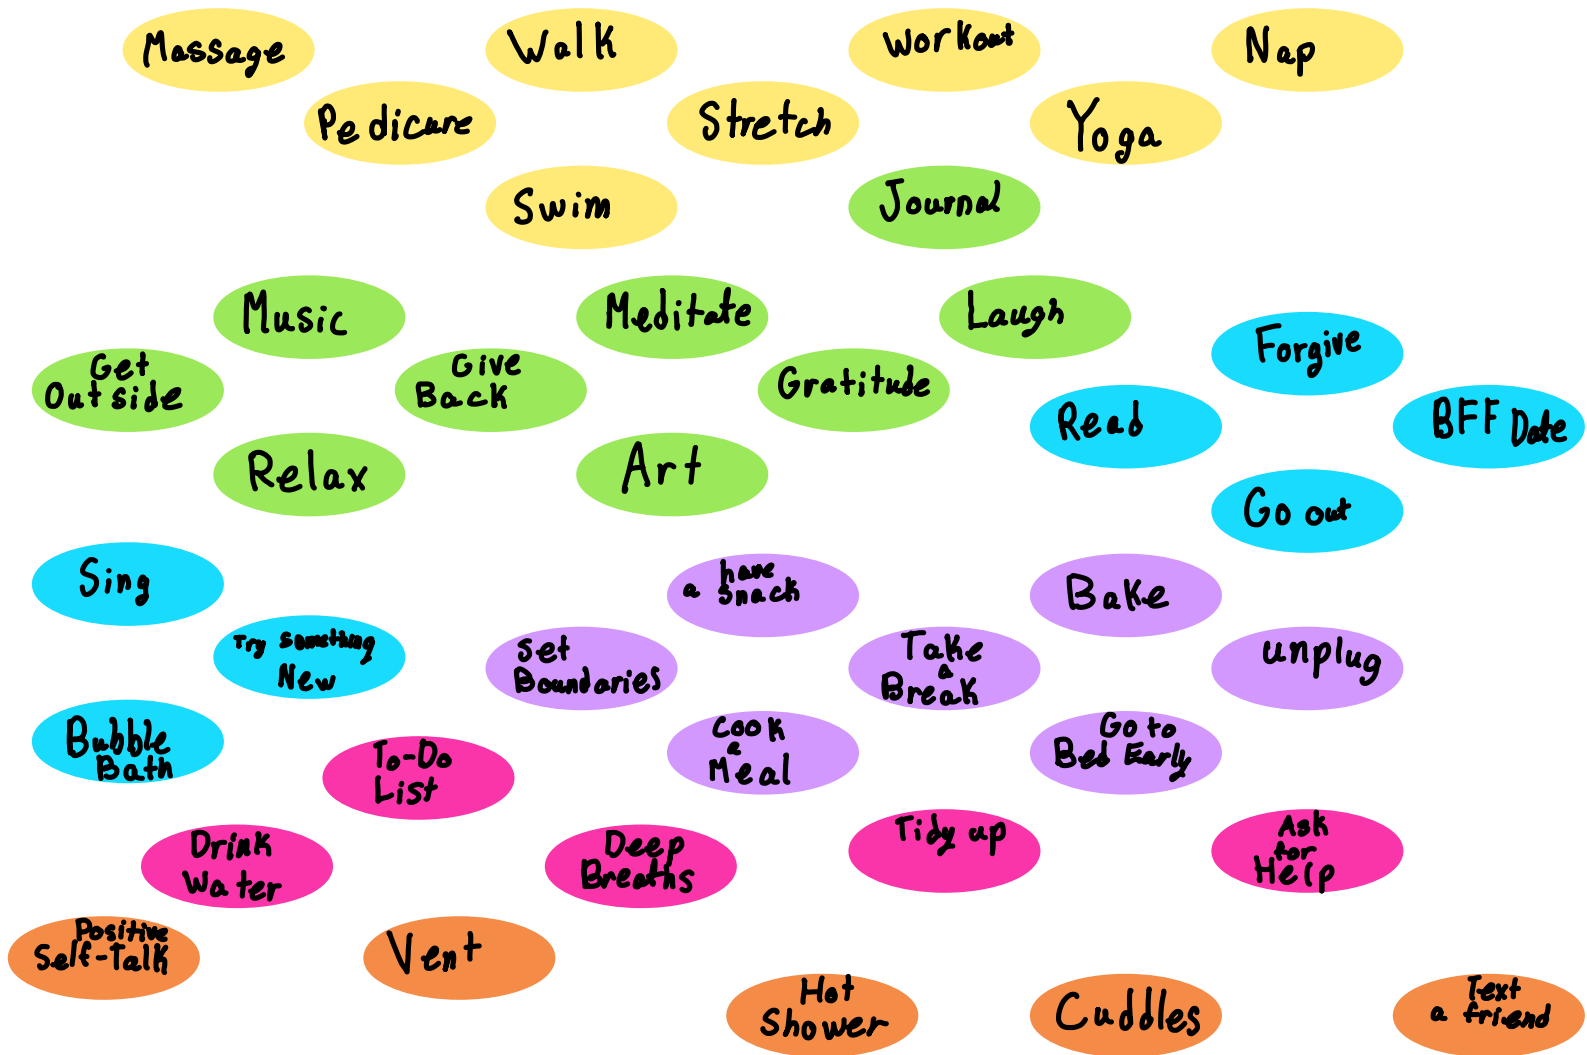 Massage
Walk
Workout
Nap
Pedicure
Stretch
Yoga
Swim
Journal
Music
Meditate
Laugh
Forgive
Get
Outside
Give
Back
Gratitude
Read
BFF Date
Relax
Art
Go out
Sing
have
a snack
Bake
Try something
New
Set
Boundaries
Take
a
Break
unplug
Bubble
Bath
To-Do
List
Cook
a
Meal
Go to
Bed Early
Drink
Water
Deep
Breaths
Tidy up
Ask
for
Help
Positive
Self-Talk
Vent
Hot
Shower
Cuddles
Text
a friend